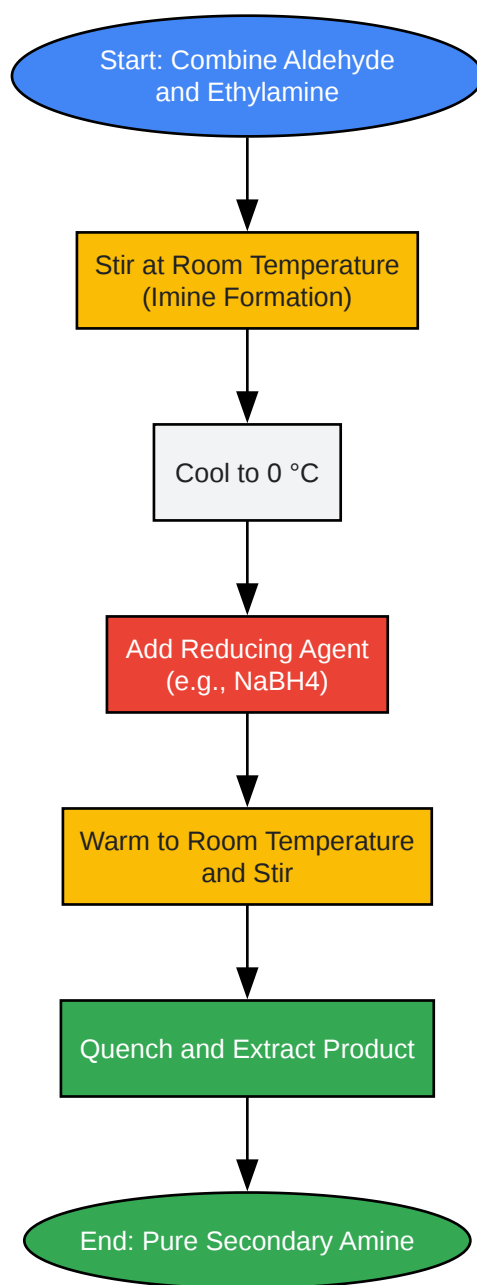 Start: Combine Aldehyde
and Ethylamine
Stir at Room Temperature
(Imine Formation)
Cool to 0 °C
Add Reducing Agent
(e.g., NaBH4)
Warm to Room Temperature
and Stir
Quench and Extract Product
End: Pure Secondary Amine